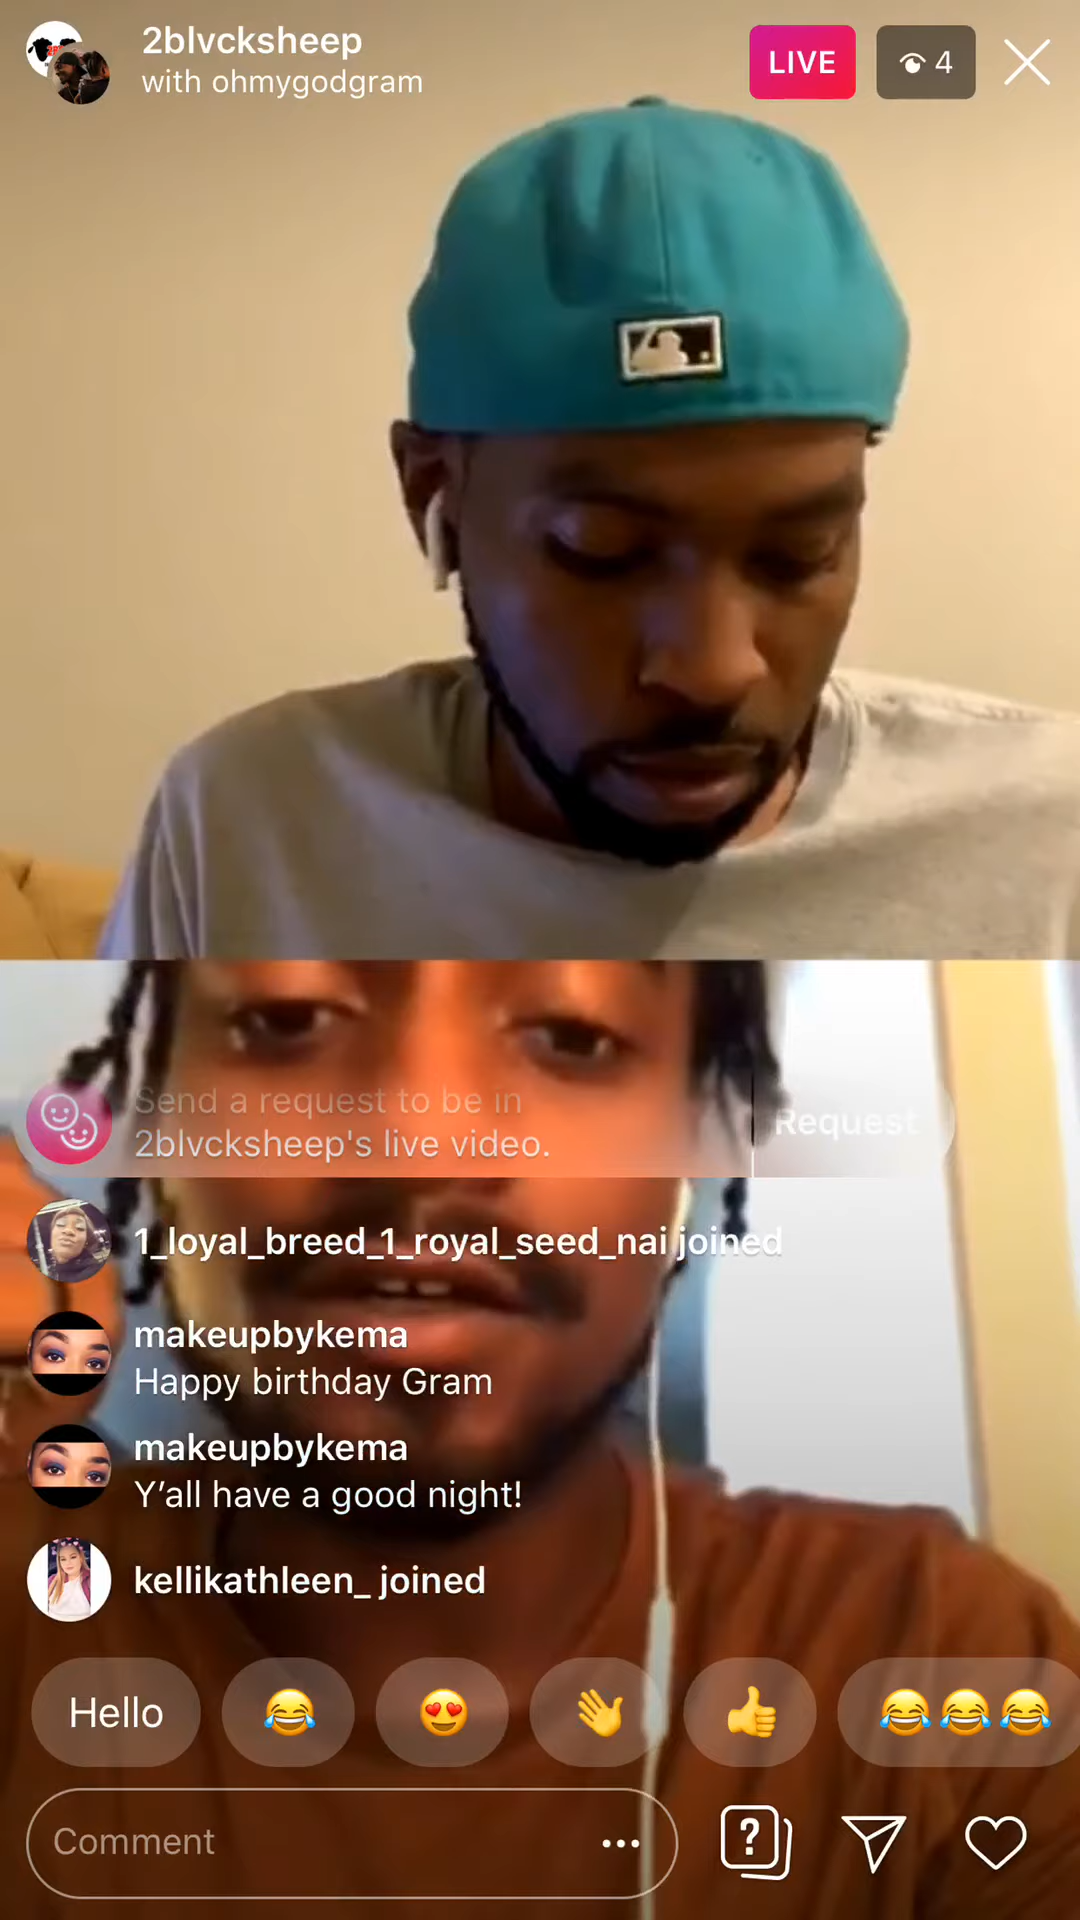 2blvcksheep
with ohmygodgram
LIVE
4
Send a request to be in
2blvcksheep's live video.
Request
1_loyal_breed_1_royal_seed_nai joined
makeupbykema
Happy birthday Gram
makeupbykema
Y’all have a good night!
kellikathleen_ joined
Hello
Comment
?